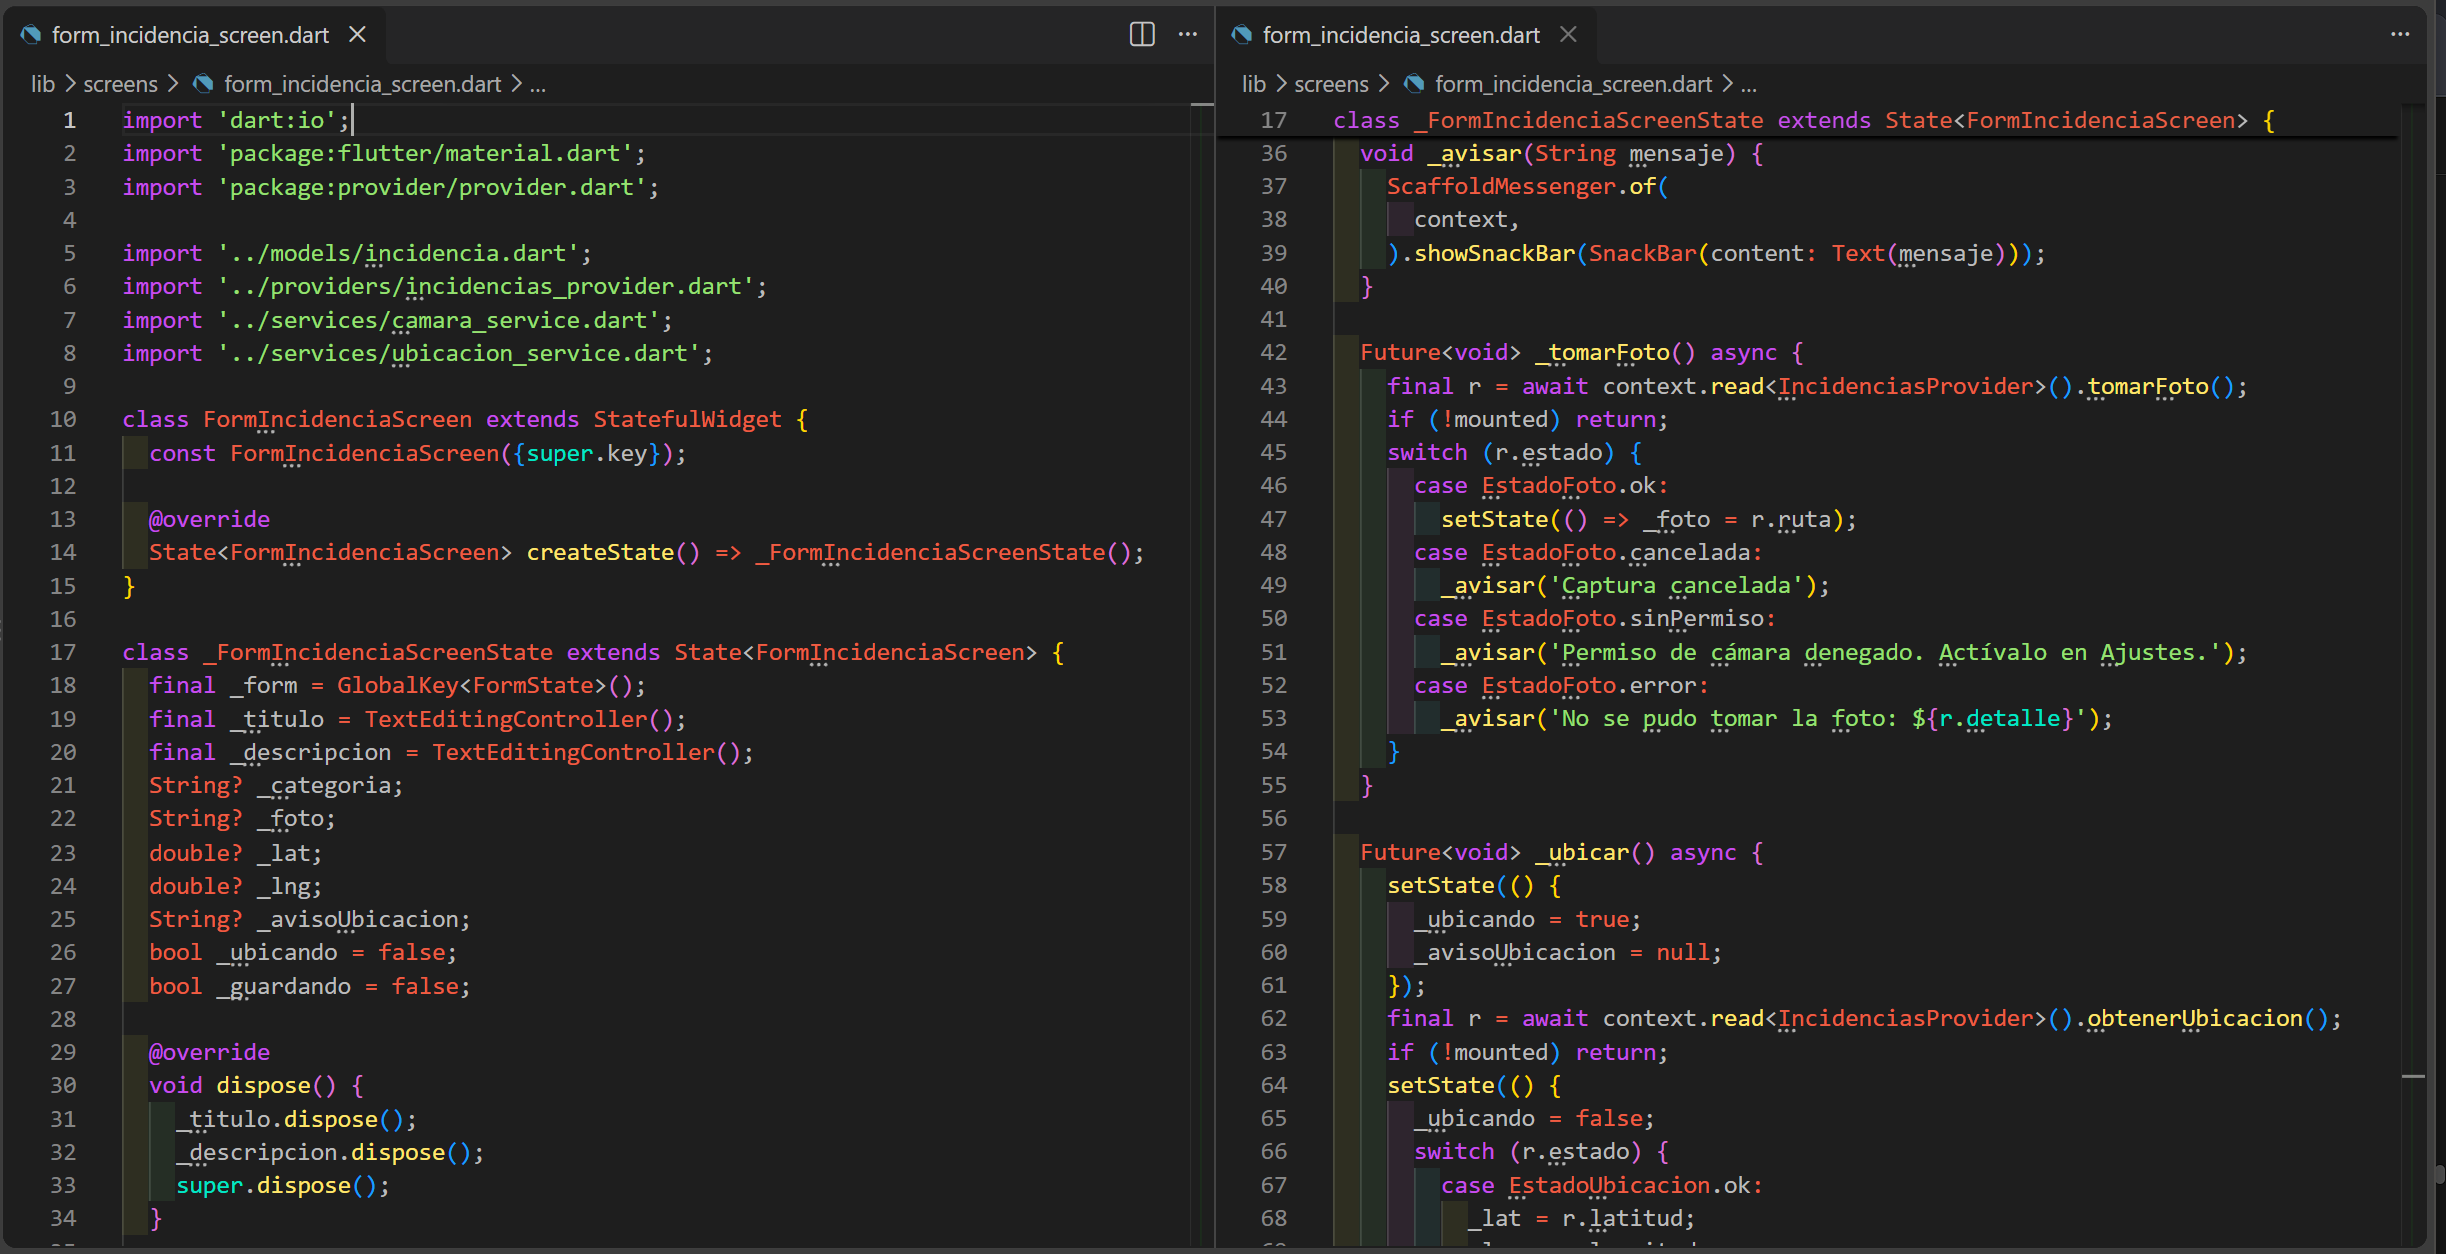 form_incidencia_screen.dart
lib > screens > form_incidencia_screen.dart > ...
1 import 'dart:io';
2 import 'package:flutter/material.dart';
3 import 'package:provider/provider.dart';
4
5 import '../models/incidencia.dart';
6 import '../providers/incidencias_provider.dart';
7 import '../services/camara_service.dart';
8 import '../services/ubicacion_service.dart';
9
10 class FormIncidenciaScreen extends StatefulWidget {
11 const FormIncidenciaScreen({super.key});
12
13 @override
14 State<FormIncidenciaScreen> createState() => _FormIncidenciaScreenState();
15 }
16
17 class _FormIncidenciaScreenState extends State<FormIncidenciaScreen> {
18 final _form = GlobalKey<FormState>();
19 final _titulo = TextEditingController();
20 final _descripcion = TextEditingController();
21 String? _categoria;
22 String? _foto;
23 double? _lat;
24 double? _lng;
25 String? _avisoUbicacion;
26 bool _ubicando = false;
27 bool _guardando = false;
28
29 @override
30 void dispose() {
31 _titulo.dispose();
32 _descripcion.dispose();
33 super.dispose();
34 }
form_incidencia_screen.dart
lib > screens > form_incidencia_screen.dart > ...
17 class _FormIncidenciaScreenState extends State<FormIncidenciaScreen> {
36 void _avisar(String mensaje) {
37 ScaffoldMessenger.of(
38 context,
39 ).showSnackBar(SnackBar(content: Text(mensaje)));
40 }
41
42 Future<void> _tomarFoto() async {
43 final r = await context.read<IncidenciasProvider>().tomarFoto();
44 if (!mounted) return;
45 switch (r.estado) {
46 case EstadoFoto.ok:
47 setState(() => _foto = r.ruta);
48 case EstadoFoto.cancelada:
49 _avisar('Captura cancelada');
50 case EstadoFoto.sinPermiso:
51 _avisar('Permiso de cámara denegado. Actívalo en Ajustes.');
52 case EstadoFoto.error:
53 _avisar('No se pudo tomar la foto: ${r.detalle}');
54 }
55 }
56
57 Future<void> _ubicar() async {
58 setState(() {
59 _ubicando = true;
60 _avisoUbicacion = null;
61 });
62 final r = await context.read<IncidenciasProvider>().obtenerUbicacion();
63 if (!mounted) return;
64 setState(() {
65 _ubicando = false;
66 switch (r.estado) {
67 case EstadoUbicacion.ok:
68 _lat = r.latitud;